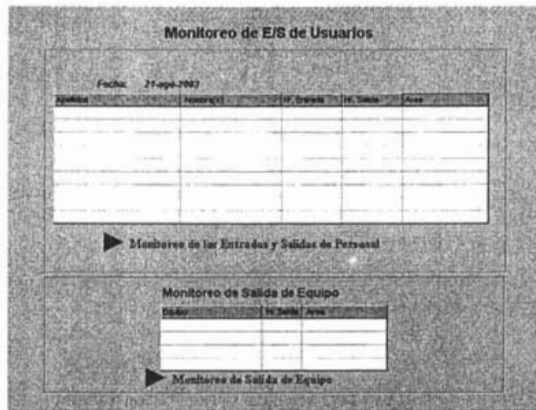 Monitoreo de E/S de Usuarios
Fecha: 21-ago-2003
Apellidos Nombre(s) Hr. Entrada Hr. Salida Area
Monitoreo de las Entradas y Salidas de Personal
Monitoreo de Salida de Equipo
Equipo Hr. Salida Area
Monitoreo de Salida de Equipo